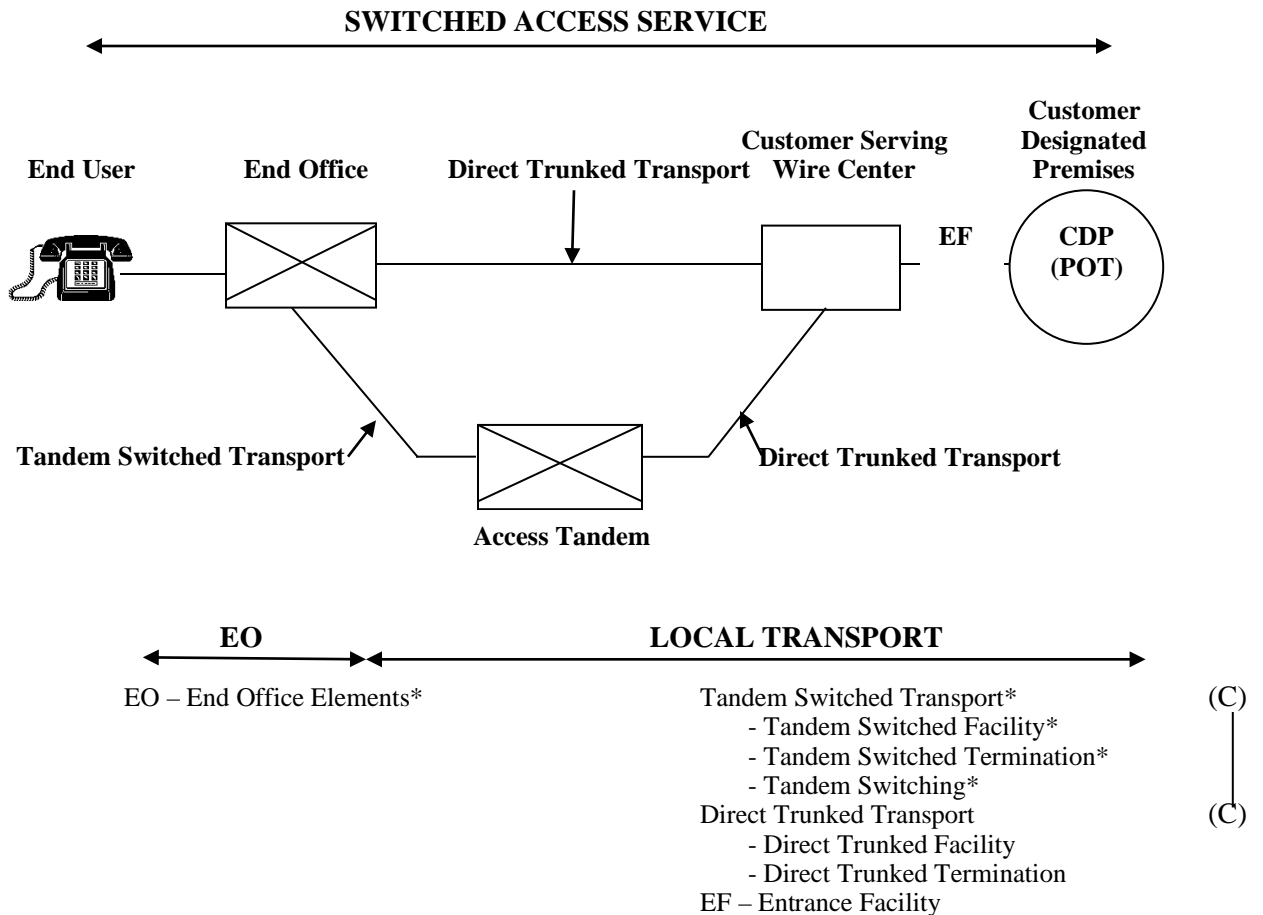 SWITCHED ACCESS SERVICE
Customer
Designated
Premises
Customer Serving
Wire Center
End User
End Office
Direct Trunked Transport
EF
CDP
(POT)
Tandem Switched Transport
Direct Trunked Transport
Access Tandem
EO
LOCAL TRANSPORT
EO – End Office Elements*
Tandem Switched Transport*
(C)
- Tandem Switched Facility*
- Tandem Switched Termination*
- Tandem Switching*
Direct Trunked Transport
(C)
- Direct Trunked Facility
- Direct Trunked Termination
EF – Entrance Facility